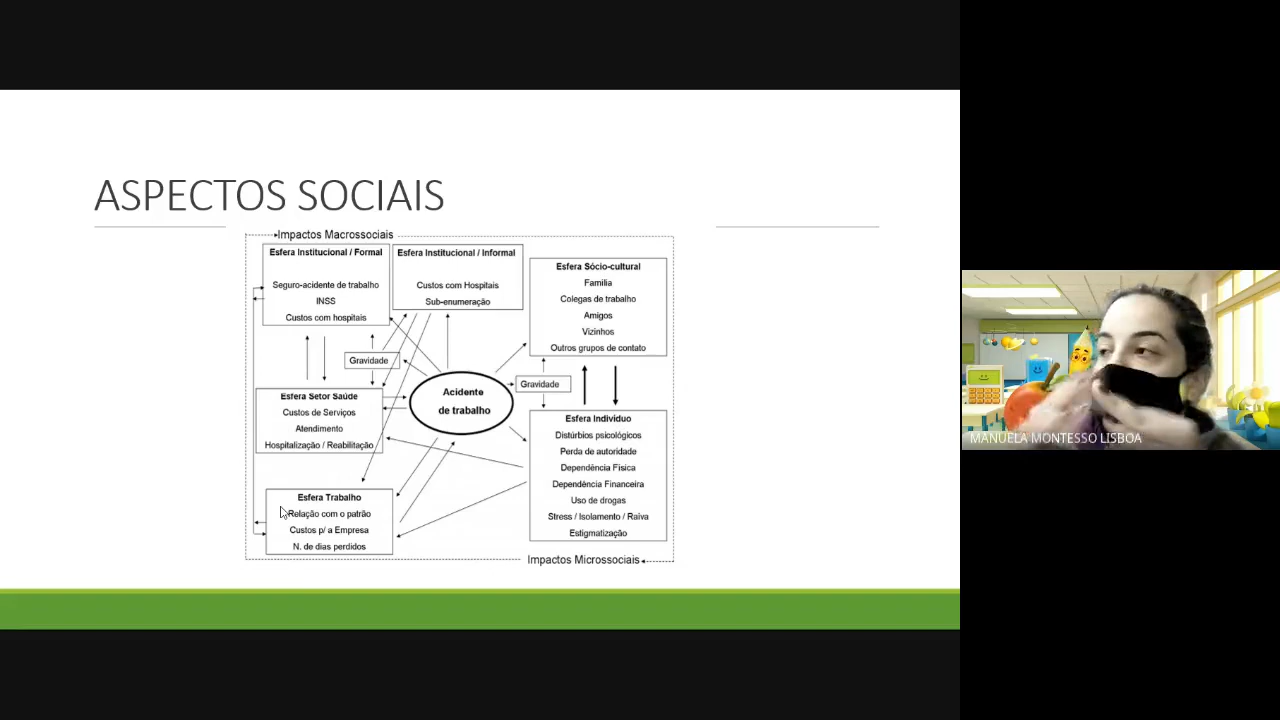 ASPECTOS SOCIAIS
Impactos Macrossociais
Esfera Institucional / Formal
Seguro-acidente de trabalho
INSS
Custos com hospitais
Esfera Institucional / Informal
Custos com Hospitais
Sub-enumeração
Esfera Sócio-cultural
Familia
Colegas de trabalho
Amigos
Vizinhos
Outros grupos de contato
Gravidade
Acidente
de trabalho
Gravidade
Esfera Setor Saúde
Custos de Serviços
Atendimento
Hospitalização / Reabilitação
Esfera Indivíduo
Distúrbios psicológicos
Perda de autoridade
Dependência Física
Dependência Financeira
Uso de drogas
Stress / Isolamento / Raiva
Estigmatização
Esfera Trabalho
Relação com o patrão
Custos p/ a Empresa
N. de dias perdidos
Impactos Microssociais
MANUELA MONTESSO LISBOA